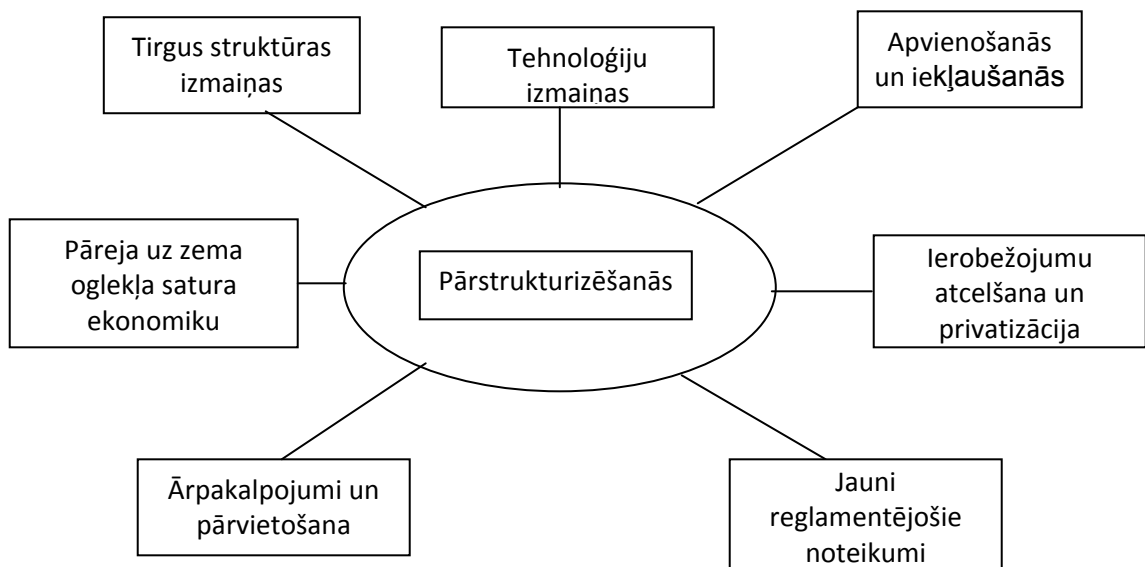 Tirgus struktūras
izmaiņas
Tehnoloģiju
izmaiņas
Apvienošanās
un iekļaušanās
Pāreja uz zema
oglekļa satura
ekonomiku
Pārstrukturizēšanās
Ierobežojumu
atcelšana un
privatizācija
Ārpakalpojumi un
pārvietošana
Jauni
reglamentējošie
noteikumi